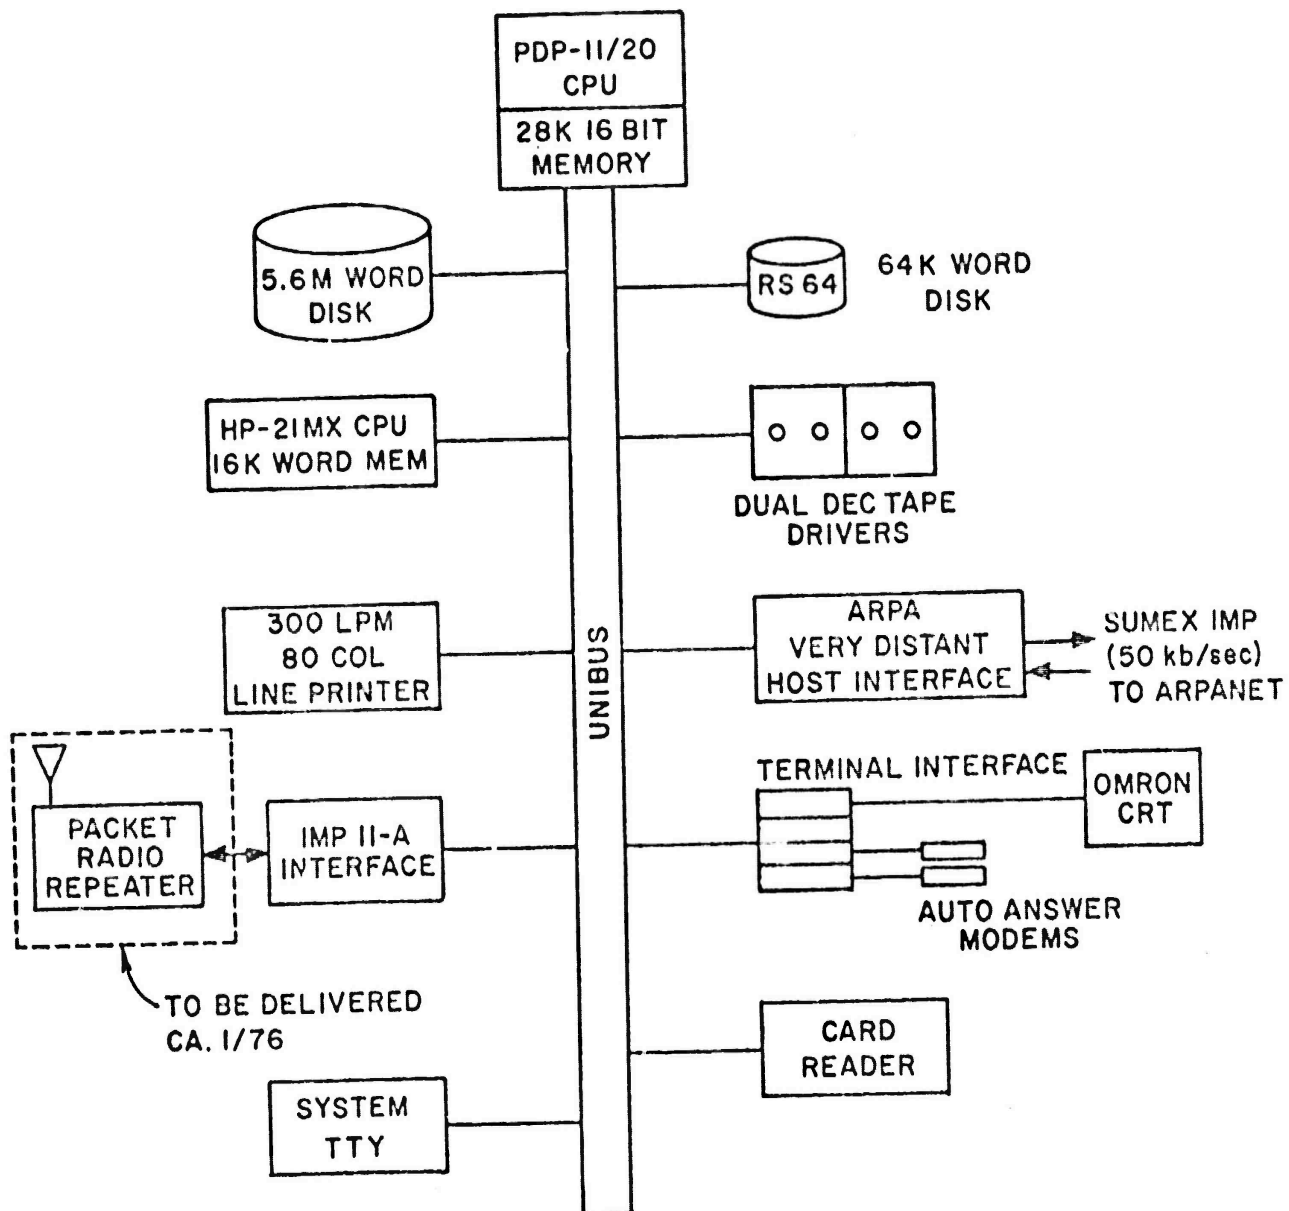 PDP-11/20
CPU
28K 16 BIT
MEMORY
5.6M WORD
DISK
RS 64
64K WORD
DISK
HP-21MX CPU
16K WORD MEM
DUAL DEC TAPE
DRIVERS
300 LPM
80 COL
LINE PRINTER
UNIBUS
ARPA
VERY DISTANT
HOST INTERFACE
SUMEX IMP
(50 kb/sec)
TO ARPANET
PACKET
RADIO
REPEATER
IMP 11-A
INTERFACE
TERMINAL INTERFACE
OMRON
CRT
AUTO ANSWER
MODEMS
TO BE DELIVERED
CA. 1/76
CARD
READER
SYSTEM
TTY